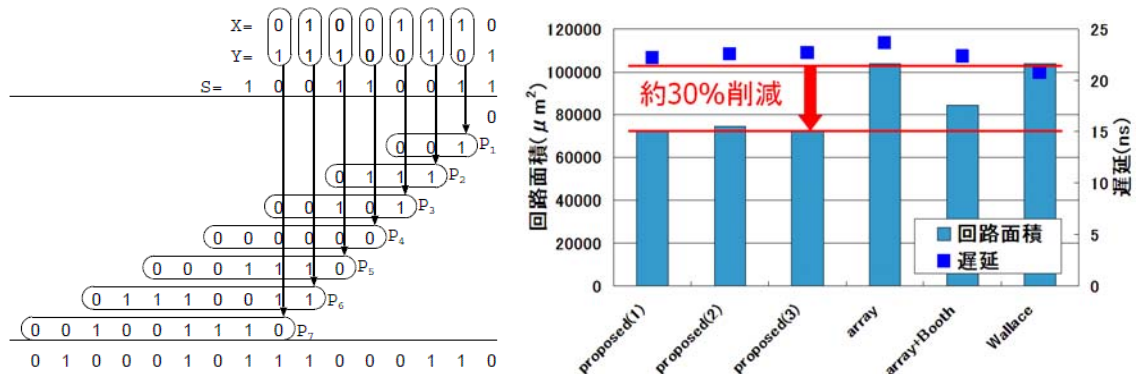 X= 0 1 0 0 1 1 1 0
Y= 1 1 1 0 0 1 0 1
S= 1 0 0 1 1 0 0 1 1
0
0 0 1 P1
0 1 1 1 P2
0 0 1 0 1 P3
0 0 0 0 0 0 P4
0 0 0 1 1 1 0 P5
0 1 1 1 0 0 1 1 P6
0 0 1 0 0 1 1 1 0 P7
0 1 0 0 0 1 0 1 1 1 0 0 0 1 1 0
回路面積(μm²)
120000
100000
80000
60000
40000
20000
0
約30%削減
回路面積
遅延
25
20
15
10
5
0
遅延(ns)
proposed(1)
proposed(2)
proposed(3)
array
array+Booth
Wallace